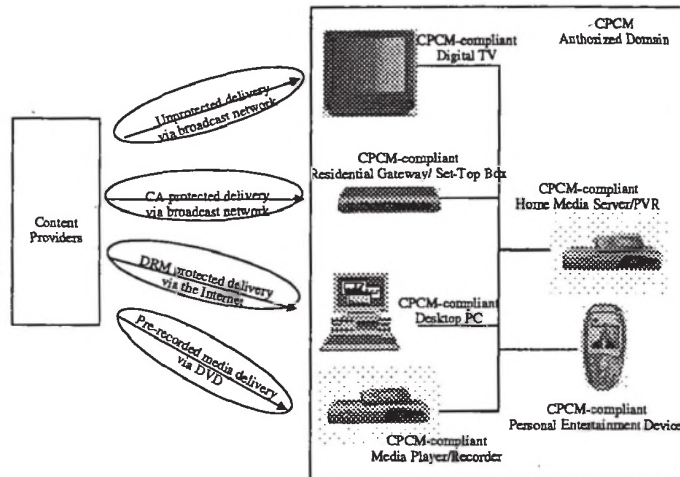 CPCM
Authorized Domain
CPCM-compliant
Digital TV
Unprotected delivery
via broadcast network
CPCM-compliant
Residential Gateway/ Set-Top Box
CA protected delivery
via broadcast network
CPCM-compliant
Home Media Server/PVR
Content
Providers
DRM protected delivery
via the Internet
CPCM-compliant
Desktop PC
Pre-recorded media delivery
via DVD
CPCM-compliant
Personal Entertainment Device
CPCM-compliant
Media Player/Recorder